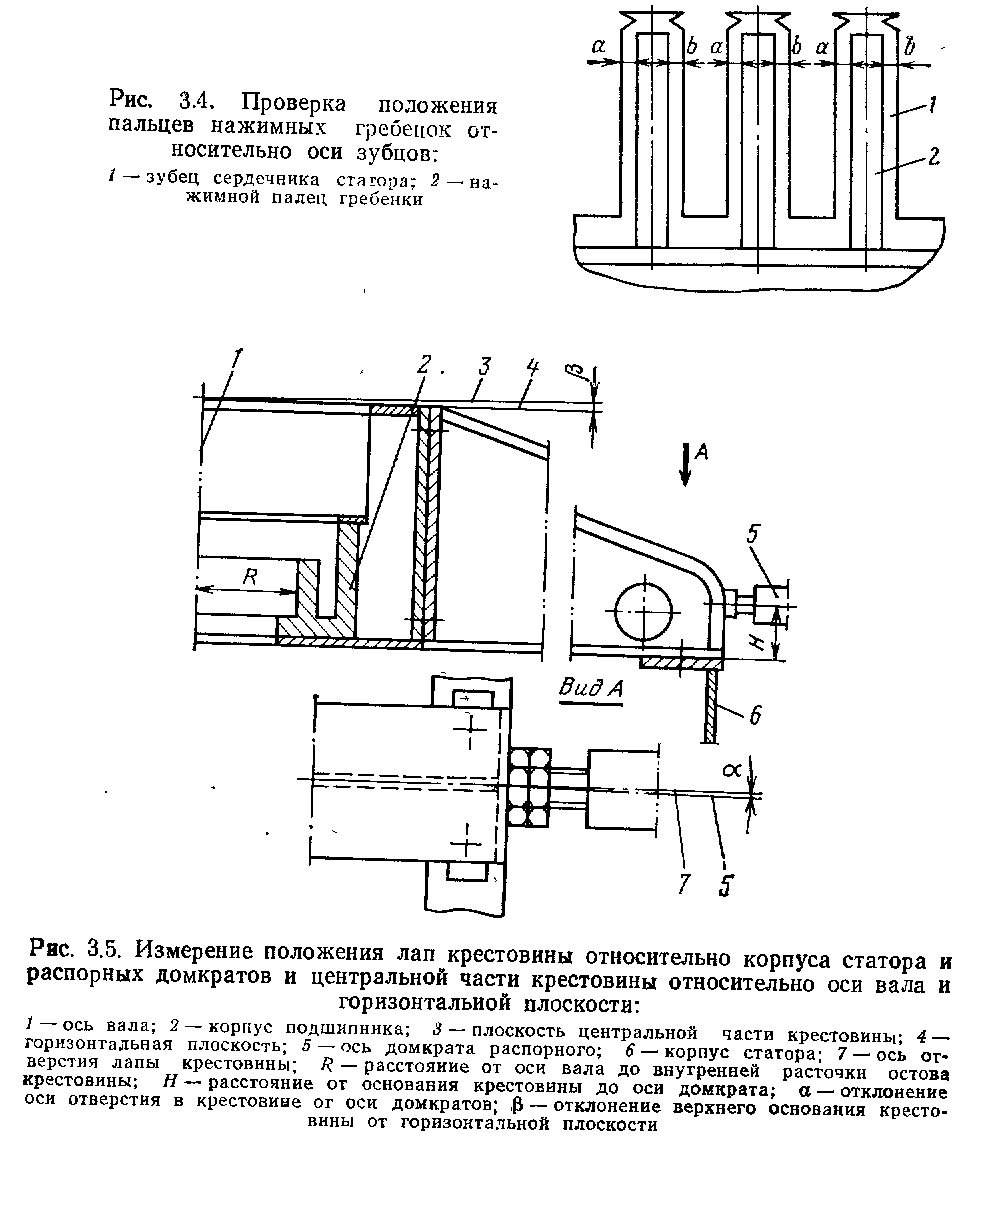 a b a b a b
Рис. 3.4. Проверка положения
пальцев нажимных гребенок от-
носительно оси зубцов:
1 — зубец сердечника статора; 2 — на-
жимной палец гребенки
1
2
1 2 3 4 β
A
5
R
H
Вид А
6
α
7 5
Рис. 3.5. Измерение положения лап крестовины относительно корпуса статора и
распорных домкратов и центральной части крестовины относительно оси вала и
горизонтальной плоскости:
1 — ось вала; 2 — корпус подшипника; 3 — плоскость центральной части крестовины; 4 —
горизонтальная плоскость; 5 — ось домкрата распорного; 6 — корпус статора; 7 — ось от-
верстия лапы крестовины; R — расстояние от оси вала до внутренней расточки остова
крестовины; H — расстояние от основания крестовины до оси домкрата; α — отклонение
оси отверстия в крестовине от оси домкратов; β — отклонение верхнего основания кресто-
вины от горизонтальной плоскости